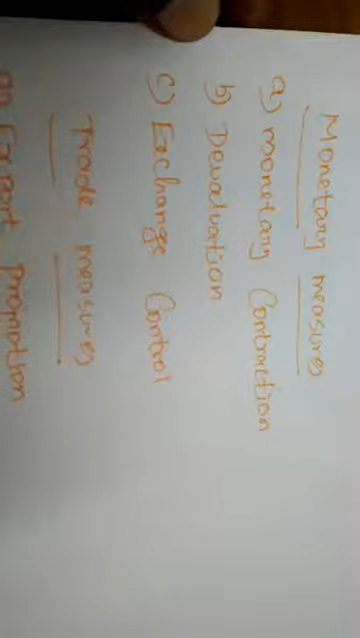 Monetary measures
a) monetary Contraction
b) Devaluation
c) Exchange Control
Trade measures
a) Export Promotion